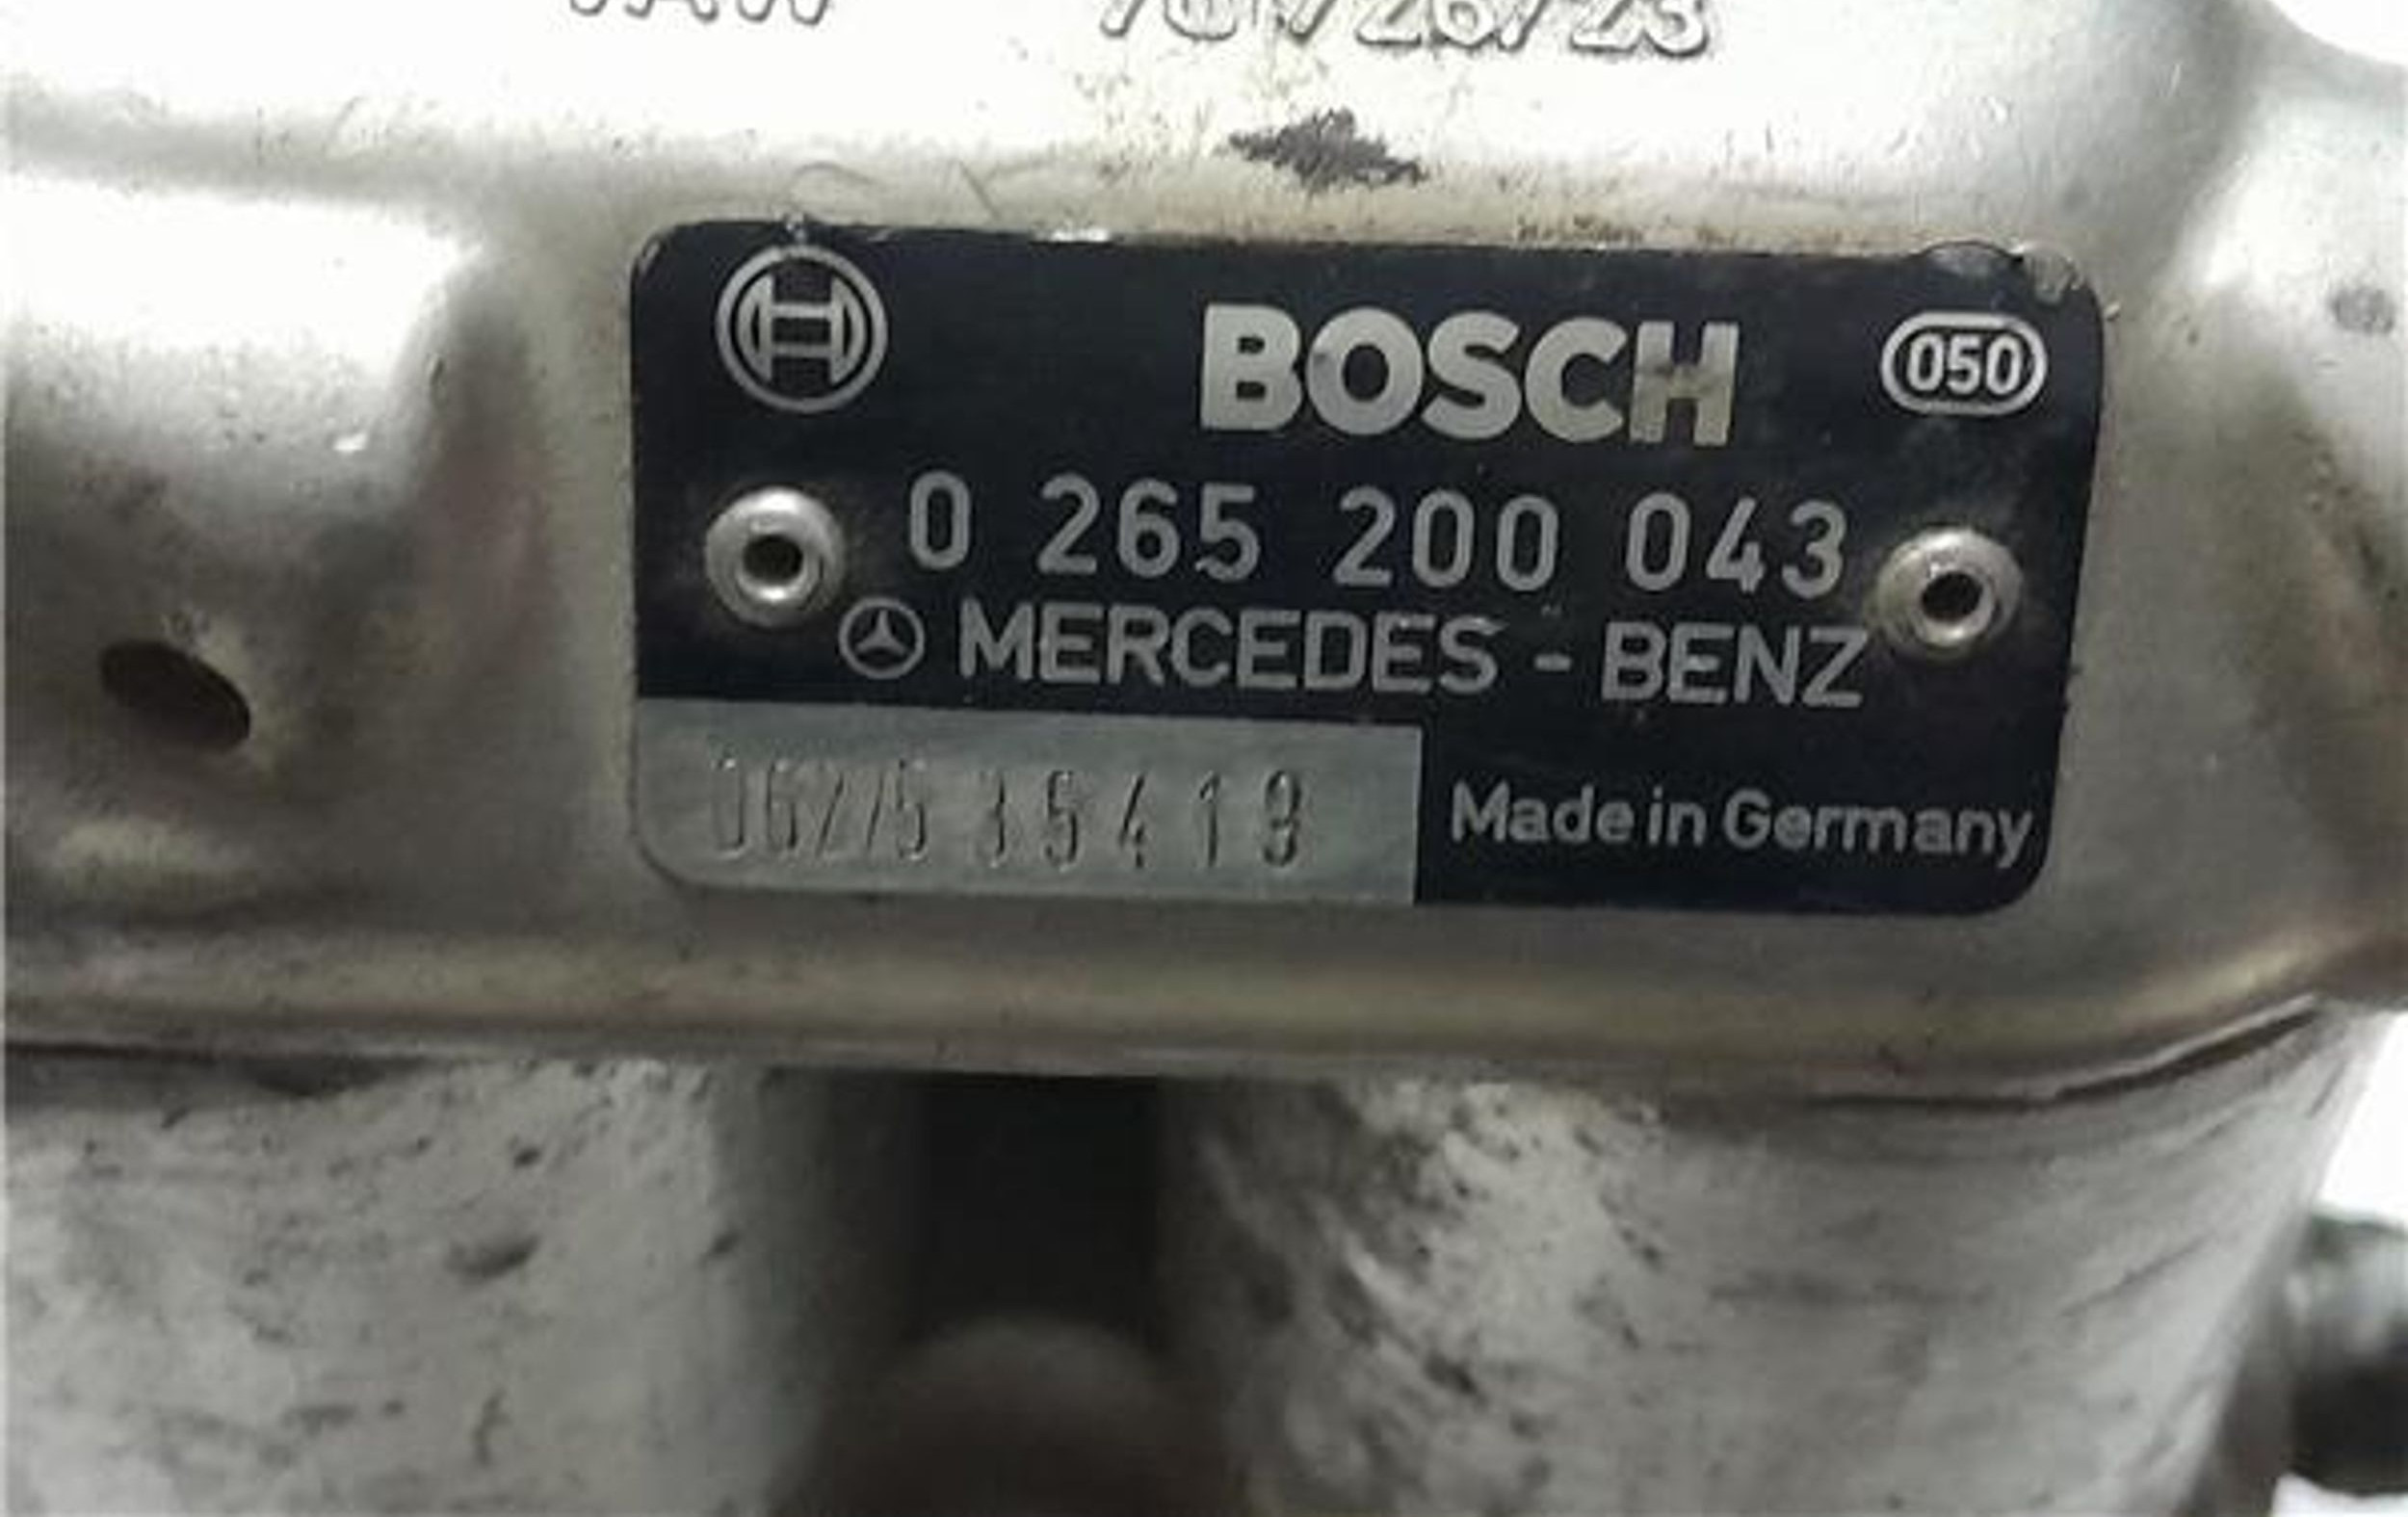 BOSCH
050
0 265 200 043
MERCEDES - BENZ
Made in Germany